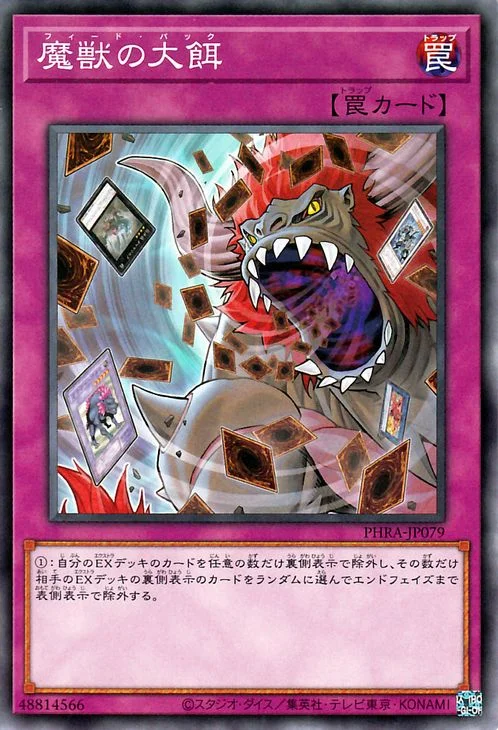 フィード・バック
魔獣の大餌
トラップ
罠
【罠カード】
トラップ
PHRA-JP079
①：自分のEXデッキのカードを任意の数だけ裏側表示で除外し、その数だけ
相手のEXデッキの裏側表示のカードをランダムに選んでエンドフェイズまで
表側表示で除外する。
48814566
©スタジオ・ダイス／集英社・テレビ東京・KONAMI